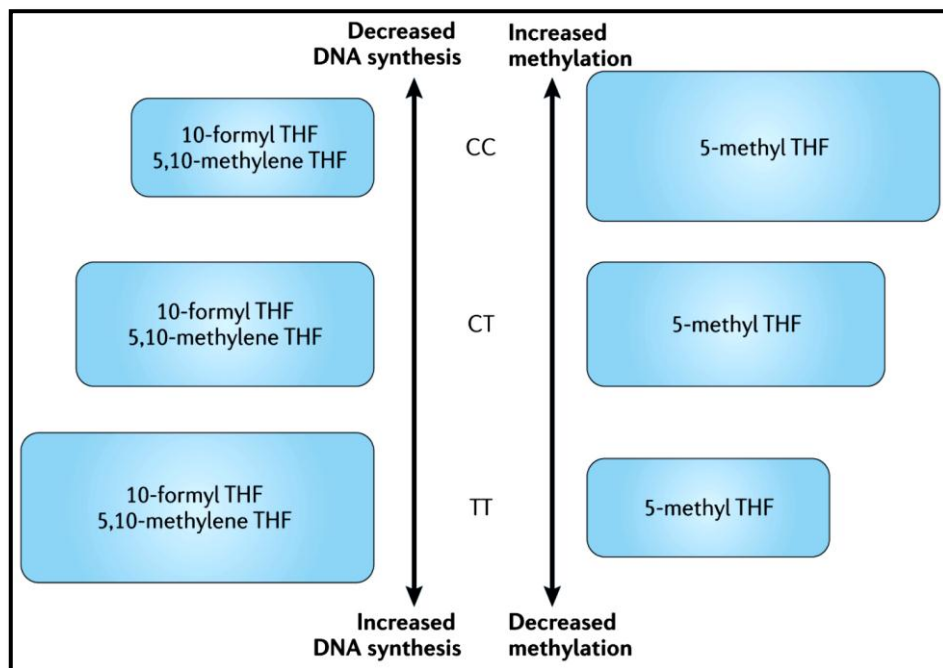 Decreased
DNA synthesis
Increased
methylation
10-formyl THF
5,10-methylene THF
CC
5-methyl THF
10-formyl THF
5,10-methylene THF
CT
5-methyl THF
10-formyl THF
5,10-methylene THF
TT
5-methyl THF
Increased
DNA synthesis
Decreased
methylation